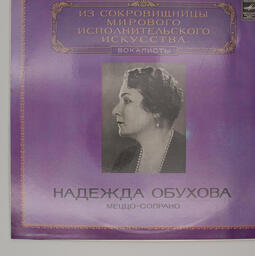 ИЗ СОКРОВИЩНИЦЫ
МИРОВОГО
ИСПОЛНИТЕЛЬСКОГО
ИСКУССТВА
ВОКАЛИСТЫ
НАДЕЖДА ОБУХОВА
МЕЦЦО-СОПРАНО